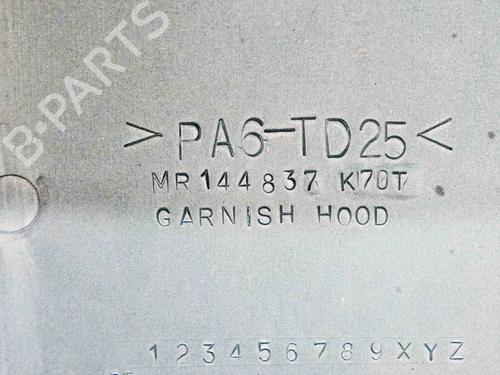 B-PARTS
>PA6-TD25<
MR144837 K70T
GARNISH HOOD
123456789XYZ